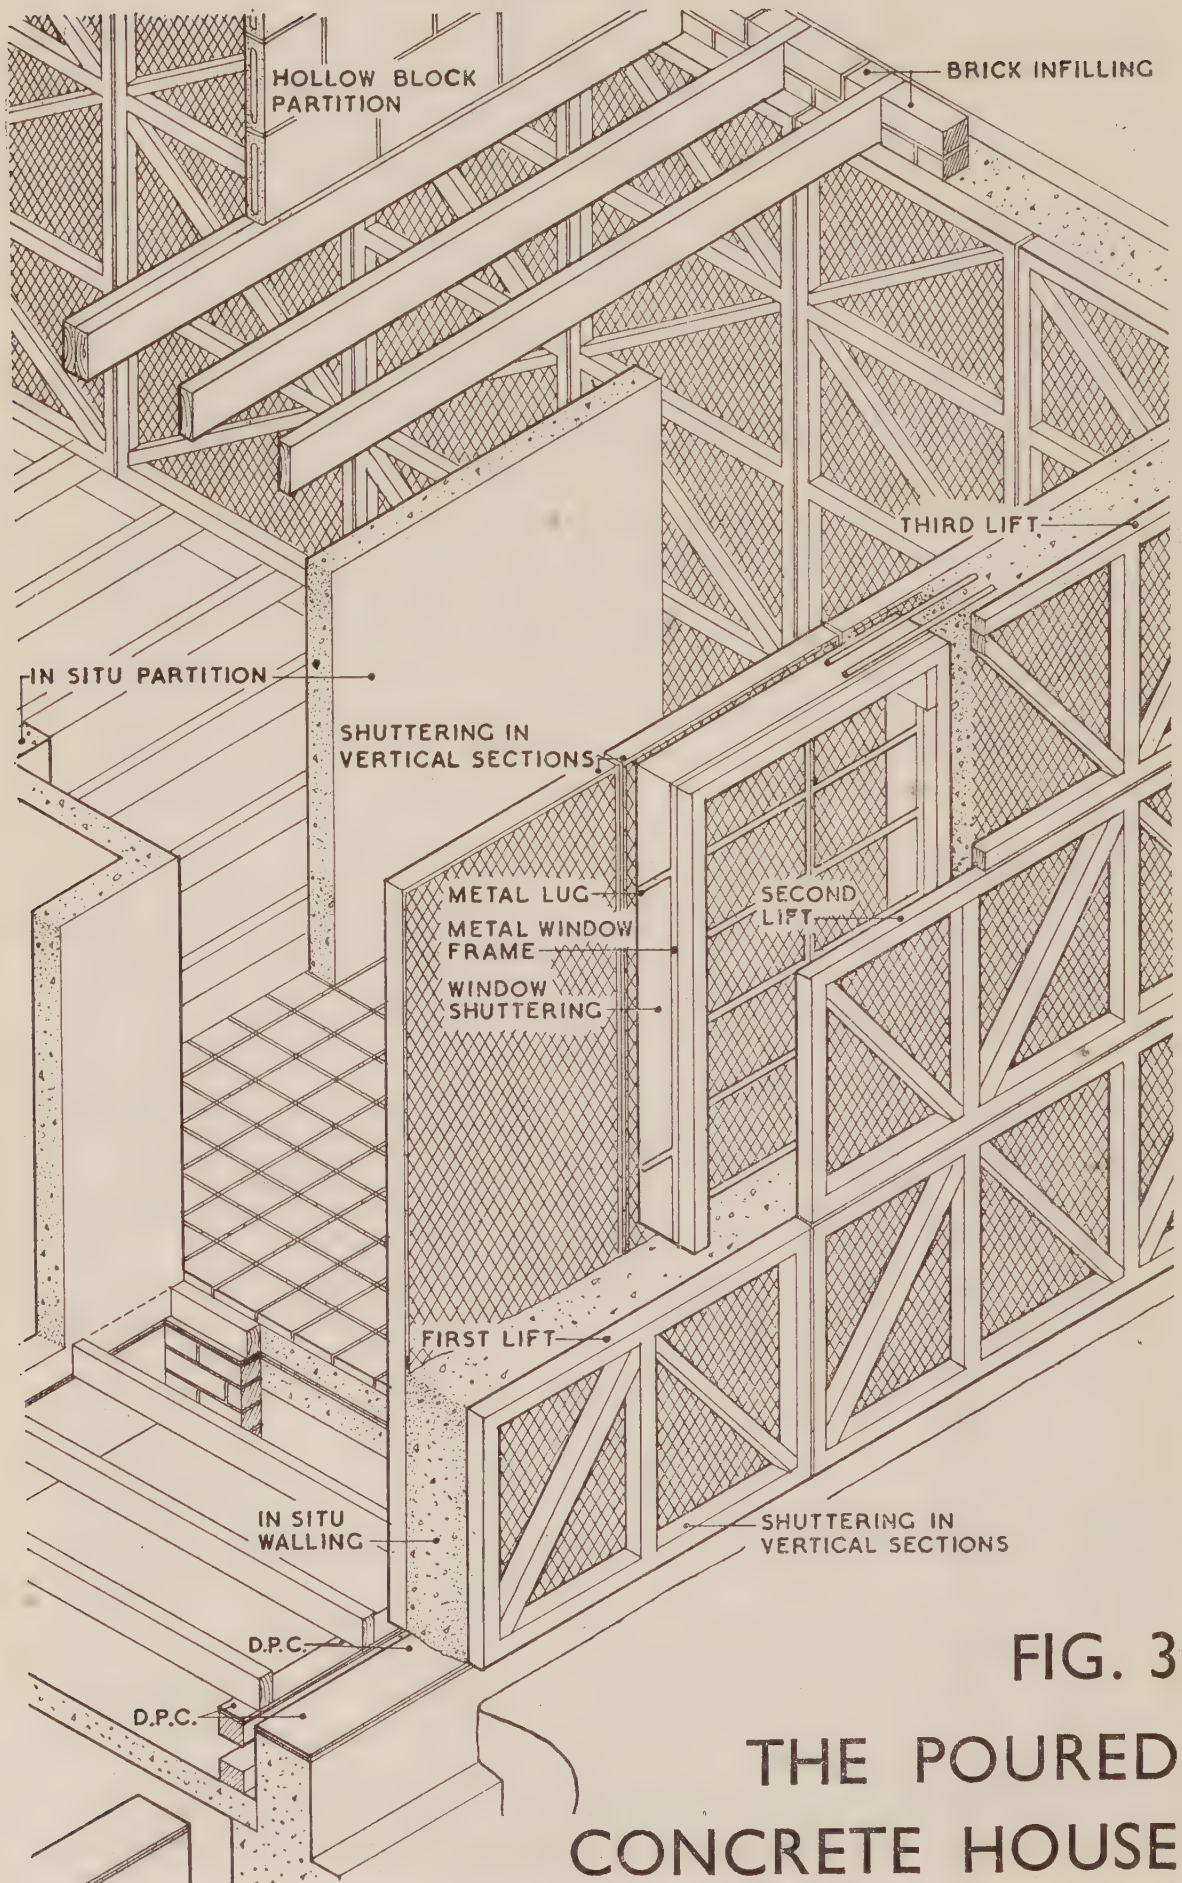 HOLLOW BLOCK
PARTITION
BRICK INFILLING
THIRD LIFT
IN SITU PARTITION
SHUTTERING IN
VERTICAL SECTIONS
METAL LUG
METAL WINDOW
FRAME
WINDOW
SHUTTERING
SECOND
LIFT
FIRST LIFT
IN SITU
WALLING
SHUTTERING IN
VERTICAL SECTIONS
D.P.C.
D.P.C.
FIG. 3
THE POURED
CONCRETE HOUSE